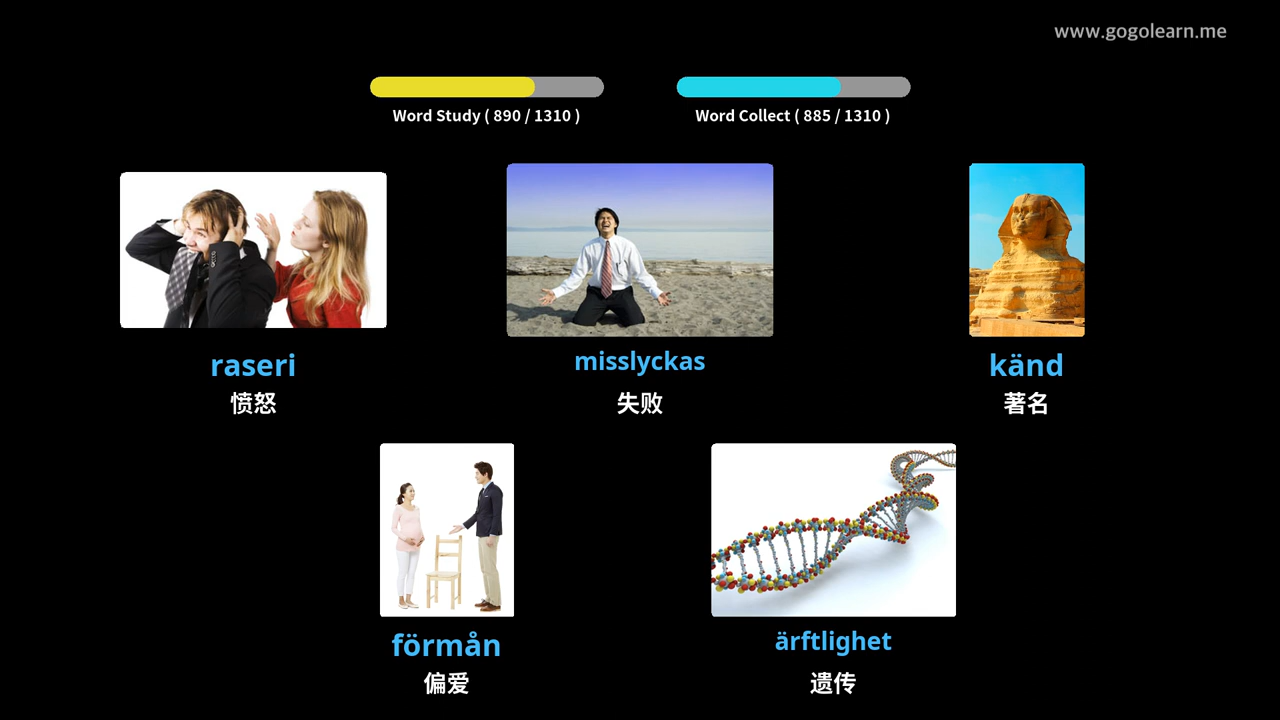 www.gogolearn.me
Word Study ( 890 / 1310 )
Word Collect ( 885 / 1310 )
raseri
愤怒
misslyckas
失败
känd
著名
förmån
偏爱
ärftlighet
遗传